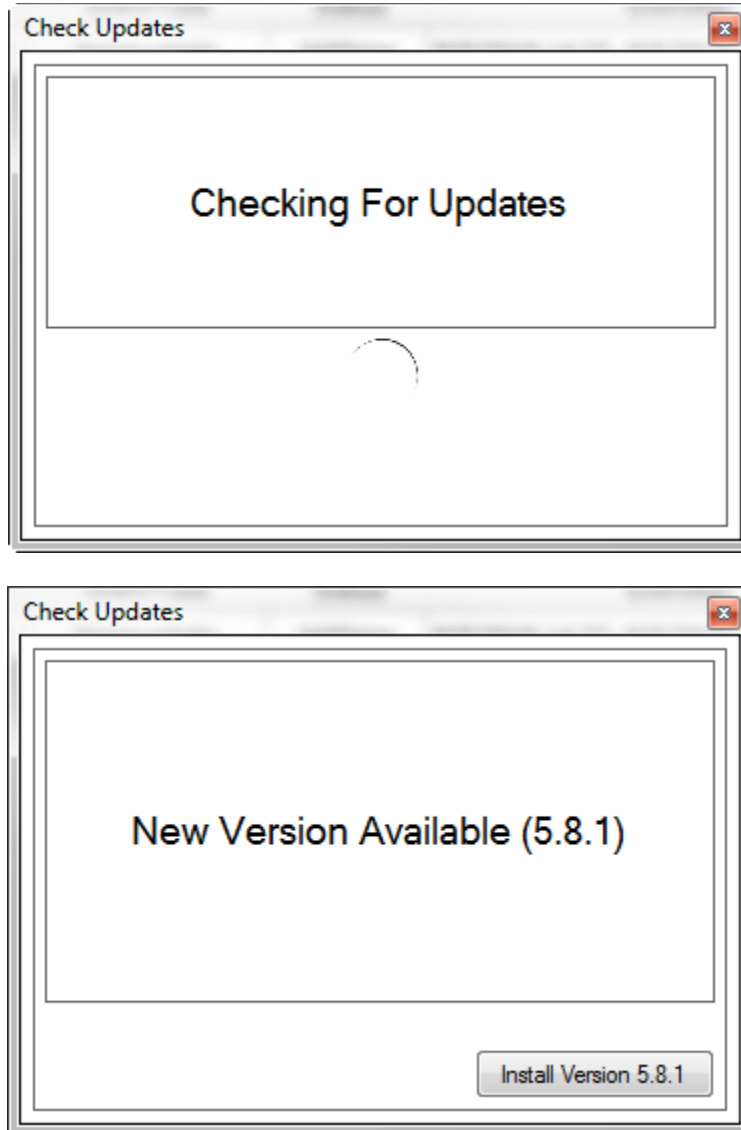 Check Updates
Checking For Updates
Check Updates
New Version Available (5.8.1)
Install Version 5.8.1